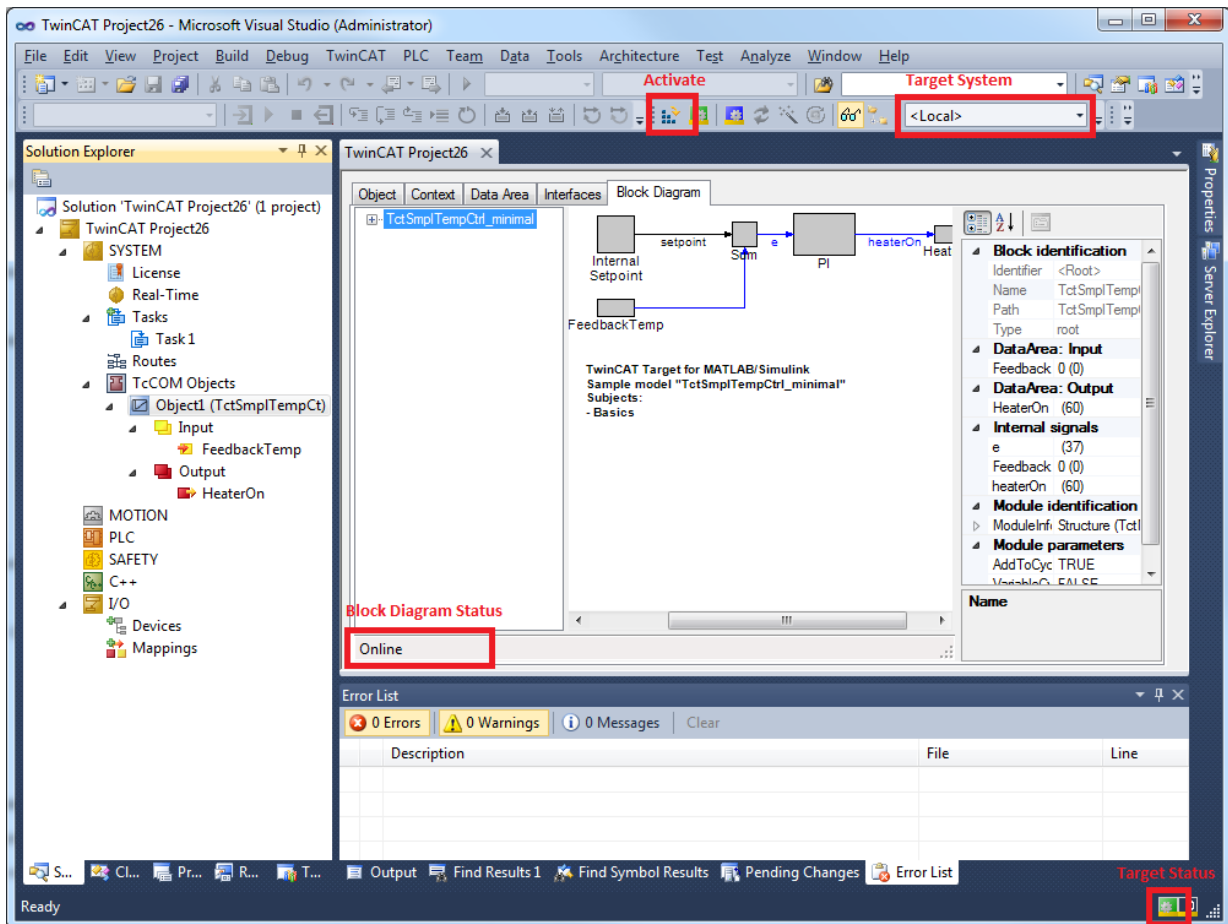 TwinCAT Project26 - Microsoft Visual Studio (Administrator)
File Edit View Project Build Debug TwinCAT PLC Team Data Tools Architecture Test Analyze Window Help
Activate
Target System
<Local>
Solution Explorer
Solution 'TwinCAT Project26' (1 project)
TwinCAT Project26
SYSTEM
License
Real-Time
Tasks
Task 1
Routes
TcCOM Objects
Object1 (TctSmplTempCt)
Input
FeedbackTemp
Output
HeaterOn
MOTION
PLC
SAFETY
C++
I/O
Devices
Mappings
TwinCAT Project26
Object Context Data Area Interfaces Block Diagram
TctSmplTempCtrl_minimal
setpoint
e
heaterOn
Internal
Setpoint
Sum
PI
Heat
FeedbackTemp
TwinCAT Target for MATLAB/Simulink
Sample model "TctSmplTempCtrl_minimal"
Subjects:
- Basics
Block identification
Identifier <Root>
Name TctSmplTemp
Path TctSmplTemp
Type root
DataArea: Input
Feedback 0 (0)
DataArea: Output
HeaterOn (60)
Internal signals
e (37)
Feedback 0 (0)
heaterOn (60)
Module identification
ModuleInf Structure (Tct
Module parameters
AddToCyc TRUE
VariableCy FALSE
Name
Block Diagram Status
Online
Properties
Server Explorer
Error List
0 Errors 0 Warnings 0 Messages Clear
Description File Line
S... Cl... Pr... R... T...
Output Find Results 1 Find Symbol Results Pending Changes Error List
Target Status
Ready